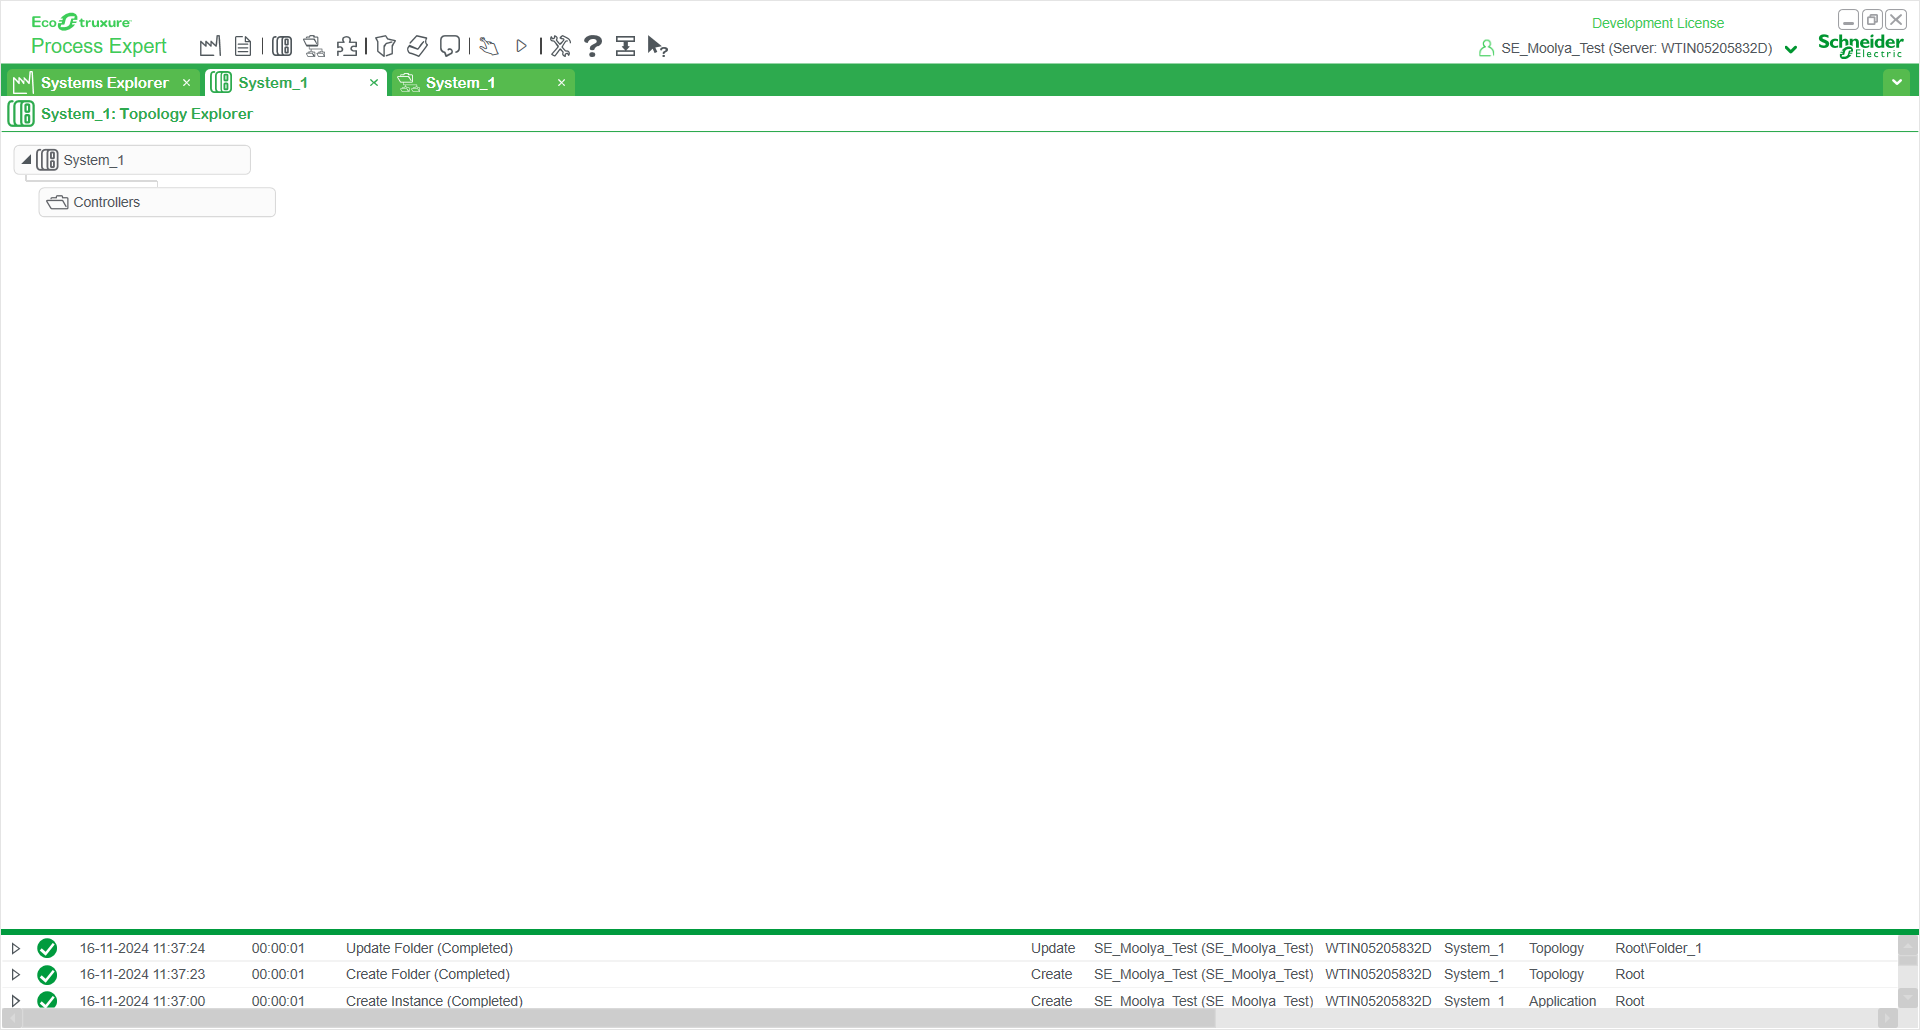 EcoStruxure
Development License
Process Expert
SE_Moolya_Test (Server: WTIN05205832D)
Schneider Electric
Systems Explorer × System_1 × System_1 ×
System_1: Topology Explorer
System_1
Controllers
16-11-2024 11:37:24 00:00:01 Update Folder (Completed) Update SE_Moolya_Test (SE_Moolya_Test) WTIN05205832D System_1 Topology Root\Folder_1
16-11-2024 11:37:23 00:00:01 Create Folder (Completed) Create SE_Moolya_Test (SE_Moolya_Test) WTIN05205832D System_1 Topology Root
16-11-2024 11:37:00 00:00:01 Create Instance (Completed) Create SE_Moolya_Test (SE_Moolya_Test) WTIN05205832D System_1 Application Root